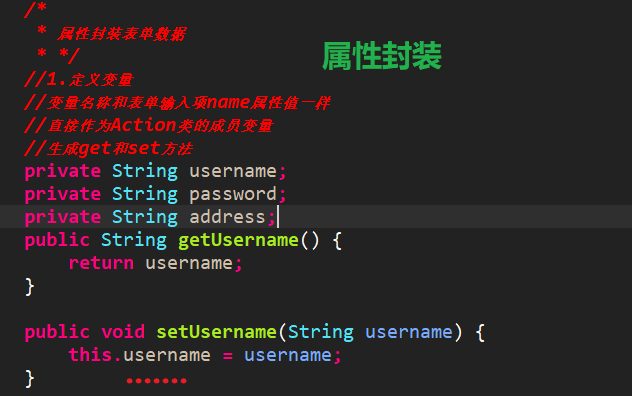 /*
* 属性封装表单数据
* */
属性封装
//1.定义变量
//变量名称和表单输入项name属性值一样
//直接作为Action类的成员变量
//生成get和set方法
private String username;
private String password;
private String address;
public String getUsername() {
return username;
}
public void setUsername(String username) {
this.username = username;
}
.......